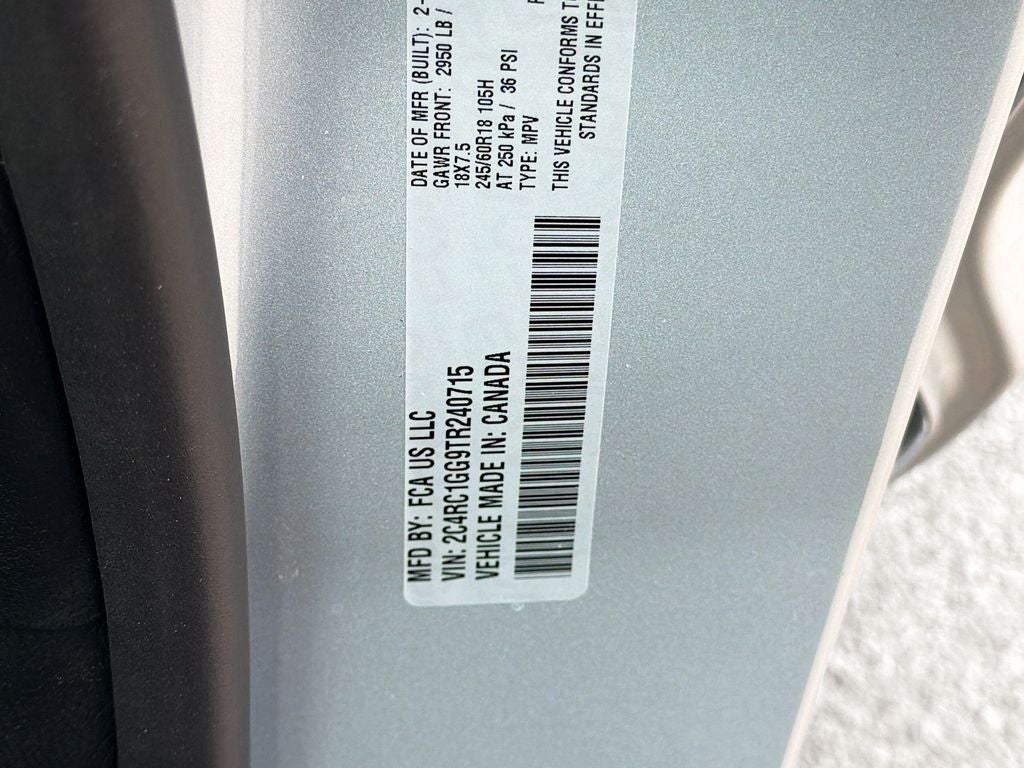 MFD BY: FCA US LLC
VIN: 2C4RC1GG9TR240715
VEHICLE MADE IN: CANADA
DATE OF MFR (BUILT): 2-
GAWR FRONT: 2950 LB /
18X7.5
245/60R18 105H
AT 250 kPa / 36 PSI
TYPE: MPV
THIS VEHICLE CONFORMS
STANDARDS IN